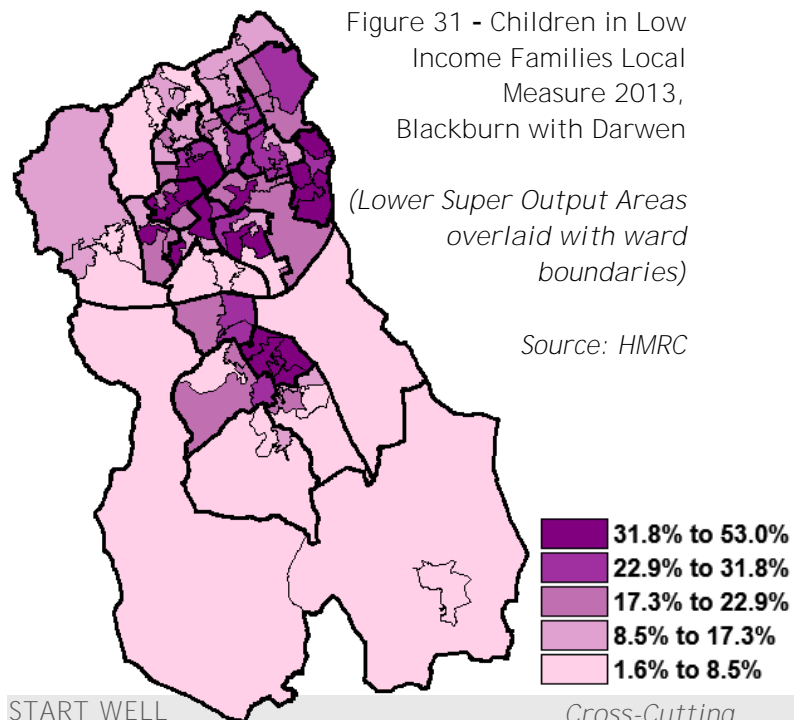 Figure 31 - Children in Low
Income Families Local
Measure 2013,
Blackburn with Darwen
(Lower Super Output Areas
overlaid with ward
boundaries)
Source: HMRC
31.8% to 53.0%
22.9% to 31.8%
17.3% to 22.9%
8.5% to 17.3%
1.6% to 8.5%
START WELL
Cross-Cutting